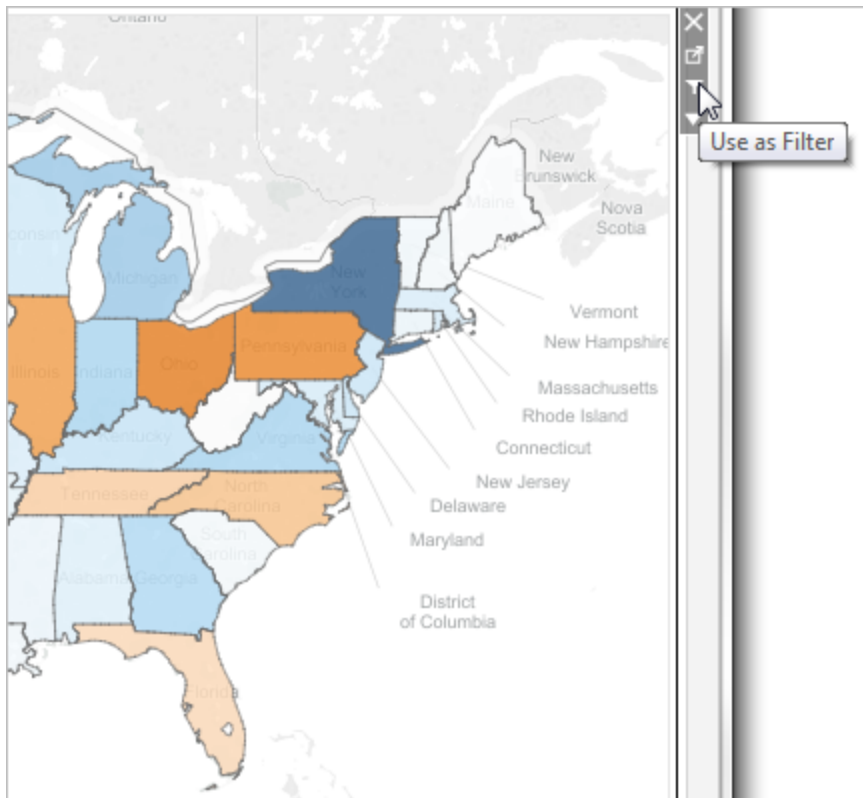 Ontario
New
Brunswick
Maine
Nova
Scotia
consin
Michigan
New
York
Vermont
New Hampshire
Illinois
Indiana
Ohio
Pennsylvania
Massachusetts
Rhode Island
Connecticut
Kentucky
Virginia
New Jersey
Tennessee
North
Carolina
Delaware
Maryland
South
Carolina
Alabama
Georgia
District
of Columbia
Florida
Use as Filter